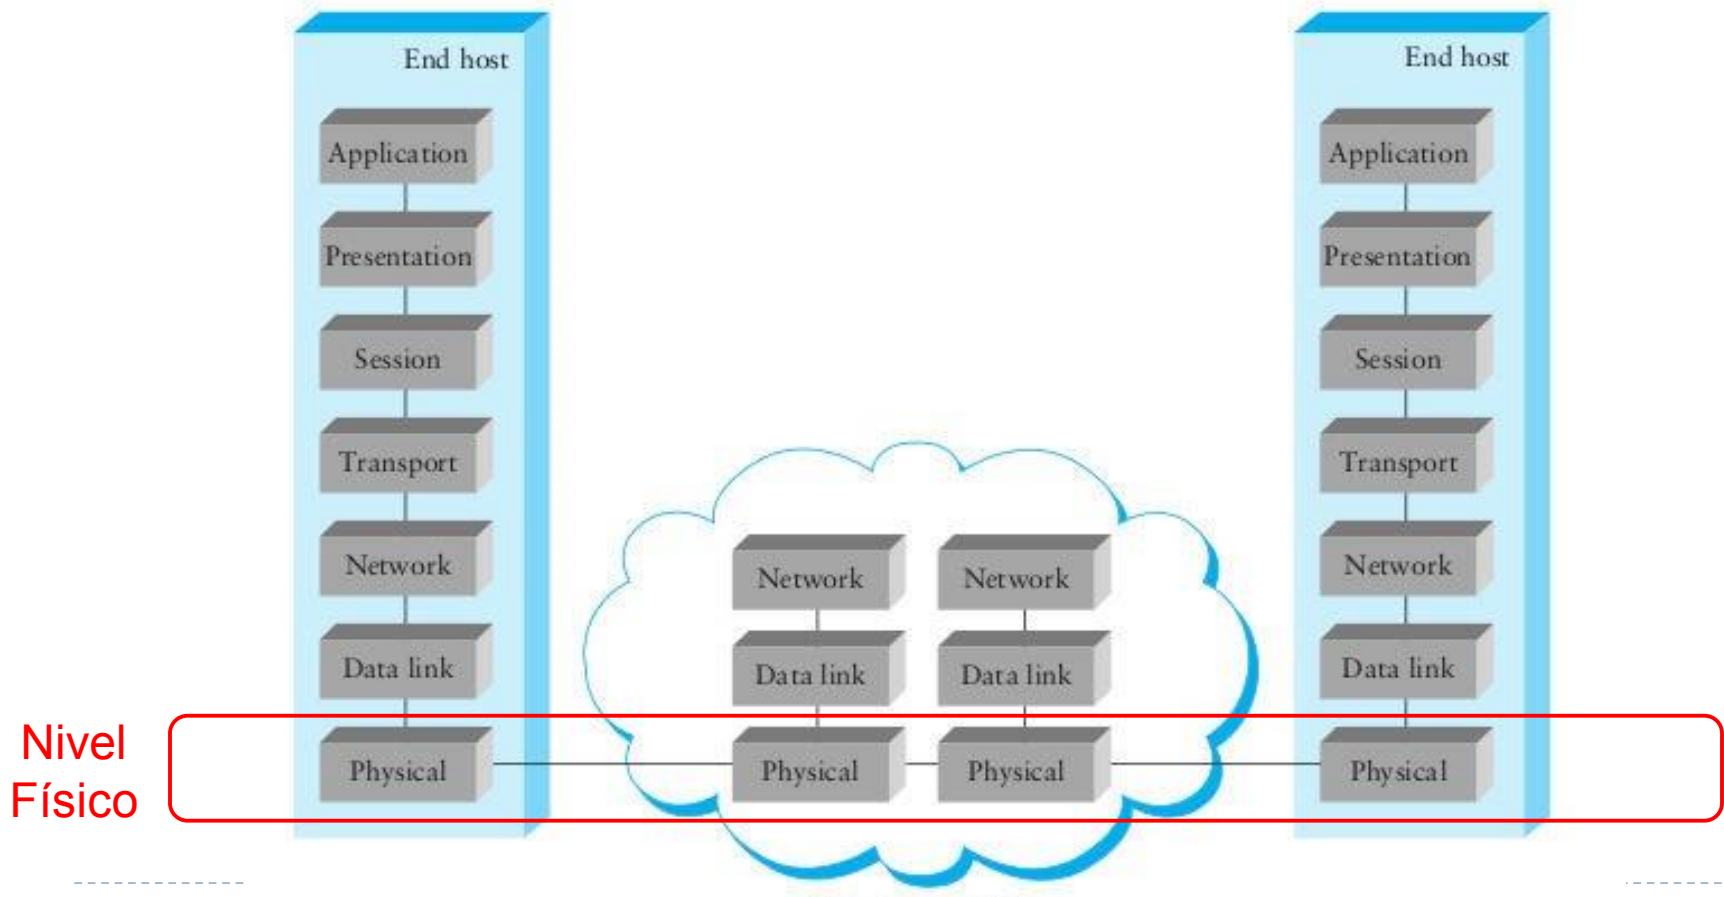 End host
Application
Presentation
Session
Transport
Network
Data link
Physical
Network
Data link
Physical
Network
Data link
Physical
End host
Application
Presentation
Session
Transport
Network
Data link
Physical
Nivel
Físico